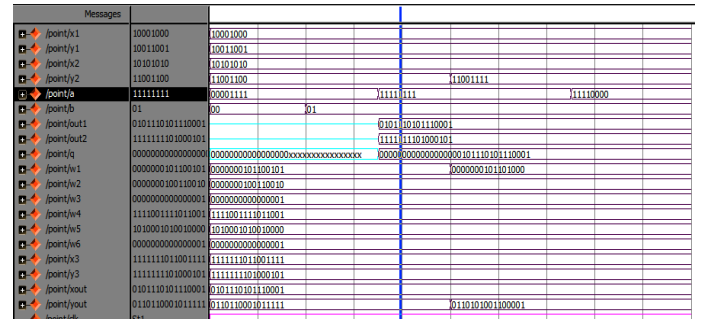 Messages
/point/x1 10001000 10001000
/point/y1 10011001 10011001
/point/x2 10101010 10101010
/point/y2 11001100 11001100 11001111
/point/a 11111111 00001111 11111111 11110000
/point/b 01 00 01
/point/out1 0101110101110001 0101110101110001
/point/out2 1111111101000101 1111111101000101
/point/q
/point/w1 0000000101100101 0000000101100101 0000000101101000
/point/w2 0000000100110010 0000000100110010
/point/w3 0000000000000001 0000000000000001
/point/w4 1111001111011001 1111001111011001
/point/w5 1010001010010000 1010001010010000
/point/w6 0000000000000001 0000000000000001
/point/x3 1111111011001111 1111111011001111
/point/y3 1111111101000101 1111111101000101
/point/xout 0101110101110001 0101110101110001
/point/yout 0110110001011111 0110110001011111 0110101001100001
/point/clk St1